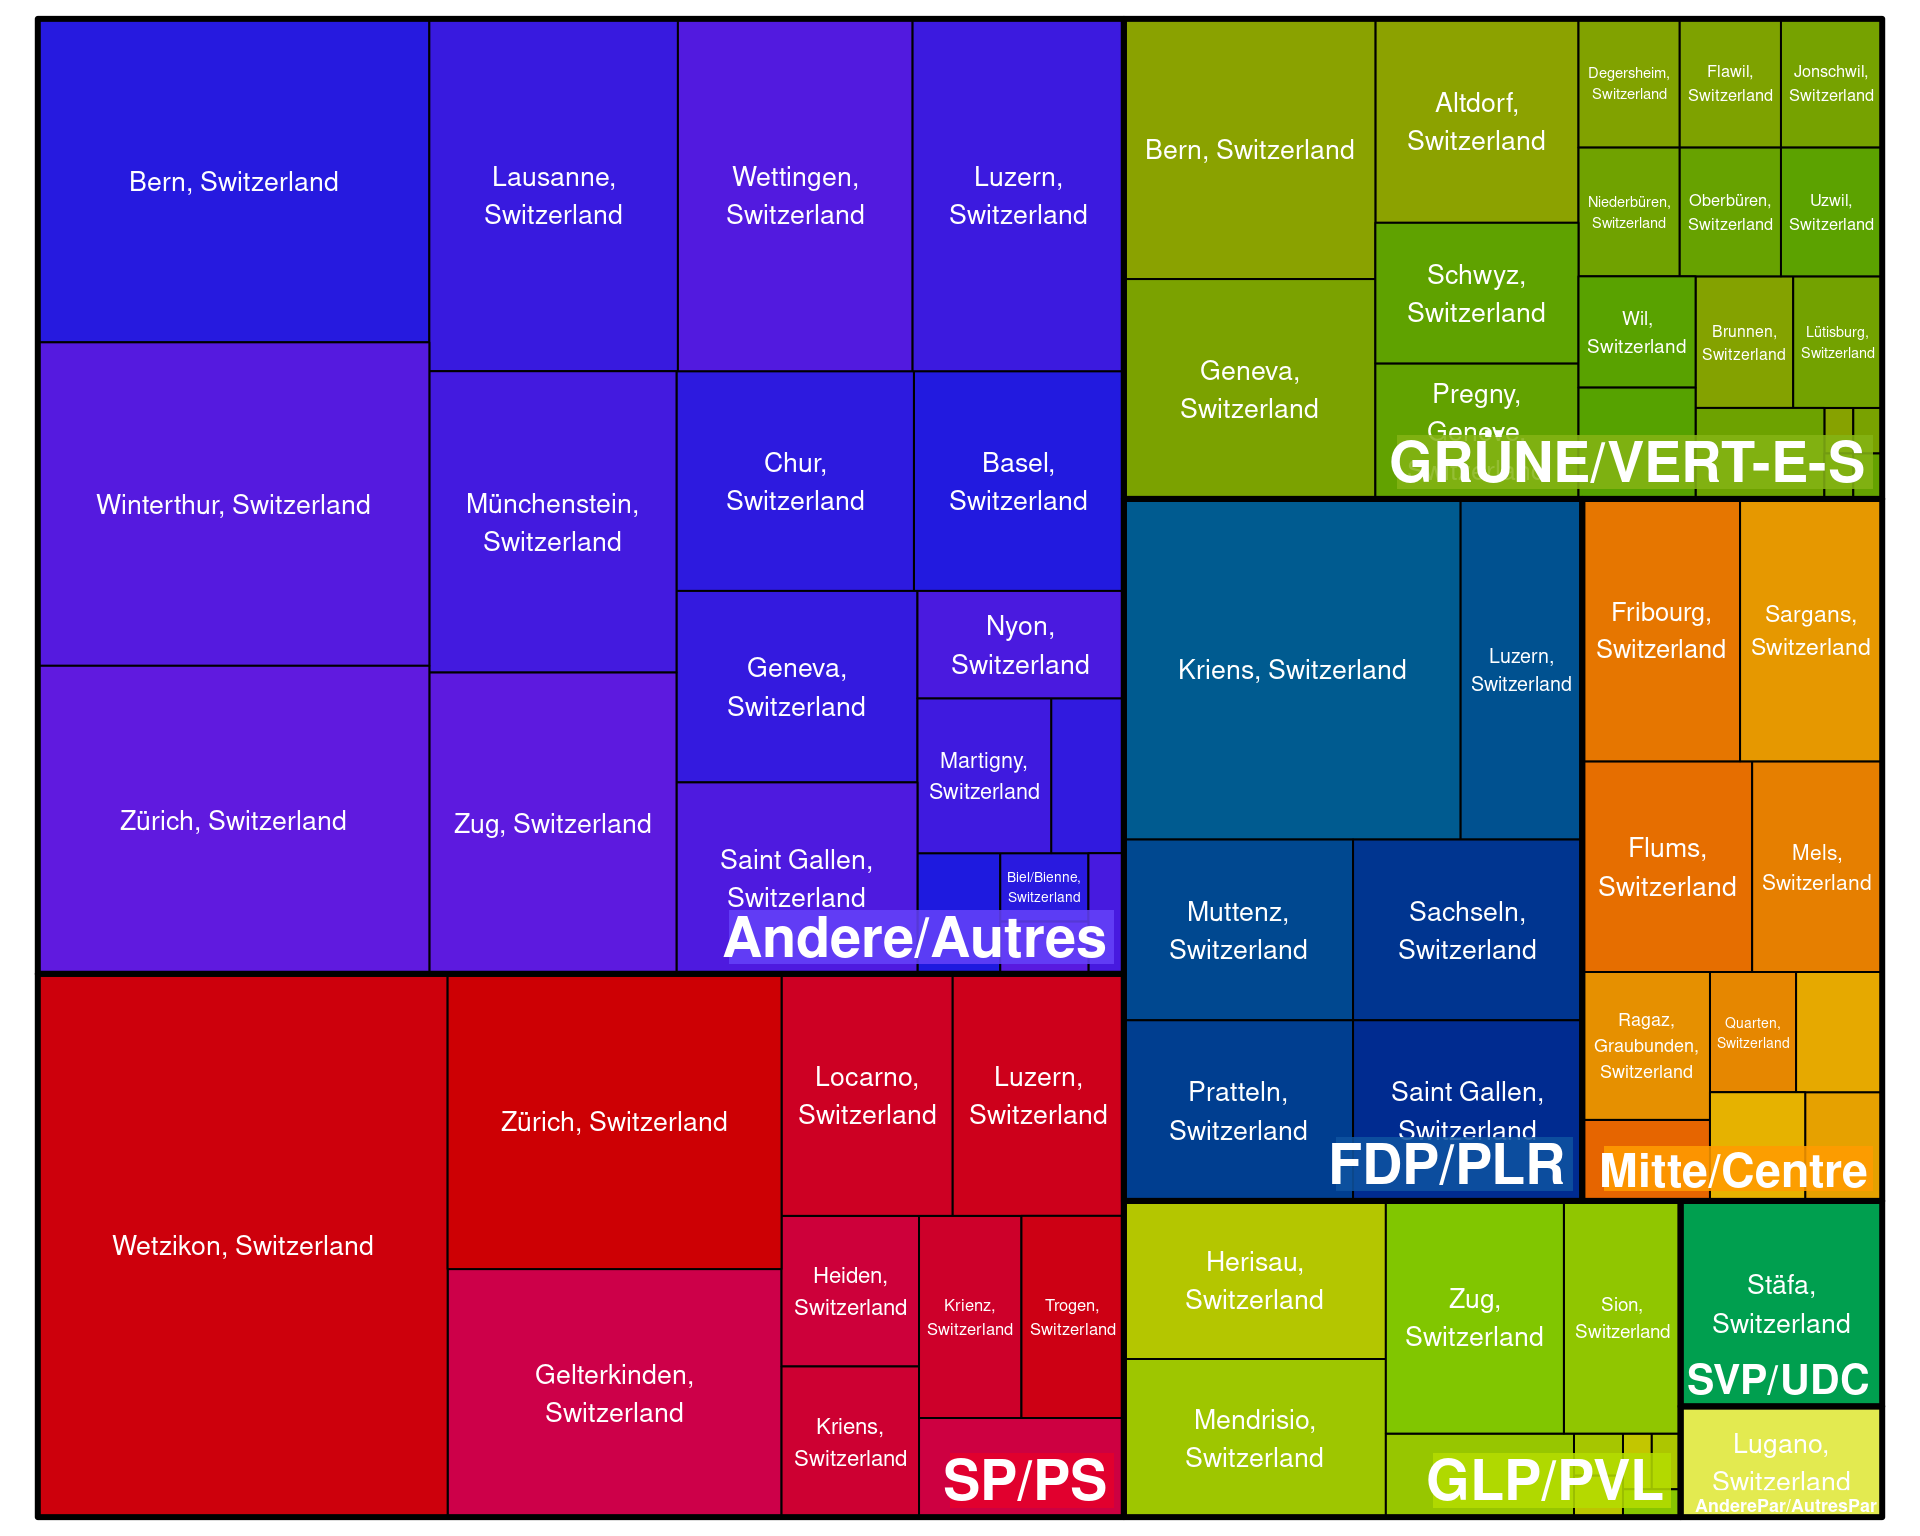 Bern, Switzerland
Winterthur, Switzerland
Zürich, Switzerland
Lausanne,
Switzerland
Wettingen,
Switzerland
Luzern,
Switzerland
Münchenstein,
Switzerland
Zug, Switzerland
Chur,
Switzerland
Basel,
Switzerland
Geneva,
Switzerland
Nyon,
Switzerland
Martigny,
Switzerland
Saint Gallen,
Switzerland
Biel/Bienne,
Switzerland
Andere/Autres
Wetzikon, Switzerland
Zürich, Switzerland
Gelterkinden,
Switzerland
Locarno,
Switzerland
Luzern,
Switzerland
Heiden,
Switzerland
Krienz,
Switzerland
Trogen,
Switzerland
Kriens,
Switzerland
SP/PS
Bern, Switzerland
Geneva,
Switzerland
Altdorf,
Switzerland
Schwyz,
Switzerland
Pregny,
Geneve,
Degersheim,
Switzerland
Flawil,
Switzerland
Jonschwil,
Switzerland
Niederbüren,
Switzerland
Oberbüren,
Switzerland
Uzwil,
Switzerland
Wil,
Switzerland
Brunnen,
Switzerland
Lütisburg,
Switzerland
GRÜNE/VERT-E-S
Kriens, Switzerland
Luzern,
Switzerland
Muttenz,
Switzerland
Sachseln,
Switzerland
Pratteln,
Switzerland
Saint Gallen,
Switzerland
FDP/PLR
Fribourg,
Switzerland
Sargans,
Switzerland
Flums,
Switzerland
Mels,
Switzerland
Ragaz,
Graubunden,
Switzerland
Quarten,
Switzerland
Mitte/Centre
Herisau,
Switzerland
Mendrisio,
Switzerland
Zug,
Switzerland
Sion,
Switzerland
GLP/PVL
Stäfa,
Switzerland
SVP/UDC
Lugano,
Switzerland
AnderePar/AutresPar